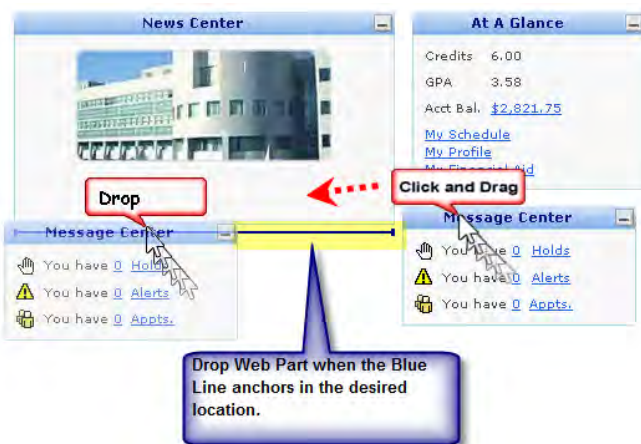 News Center
At A Glance
Credits 6.00
GPA 3.58
Acct Bal. $2,821.75
My Schedule
My Profile
My Financial Aid
Drop
Click and Drag
Message Center
You have 0 Holds
You have 0 Alerts
You have 0 Appts.
Message Center
You have 0 Holds
You have 0 Alerts
You have 0 Appts.
Drop Web Part when the Blue
Line anchors in the desired
location.